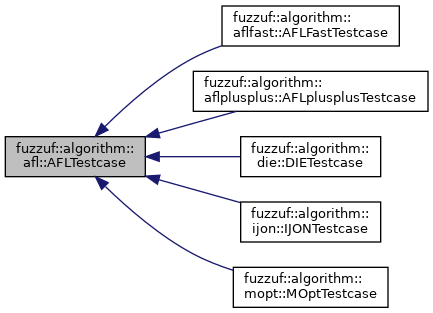 fuzzuf::algorithm::
aflfast::AFLFastTestcase
fuzzuf::algorithm::
aflplusplus::AFLplusplusTestcase
fuzzuf::algorithm::
afl::AFLTestcase
fuzzuf::algorithm::
die::DIETestcase
fuzzuf::algorithm::
ijon::IJONTestcase
fuzzuf::algorithm::
mopt::MOptTestcase